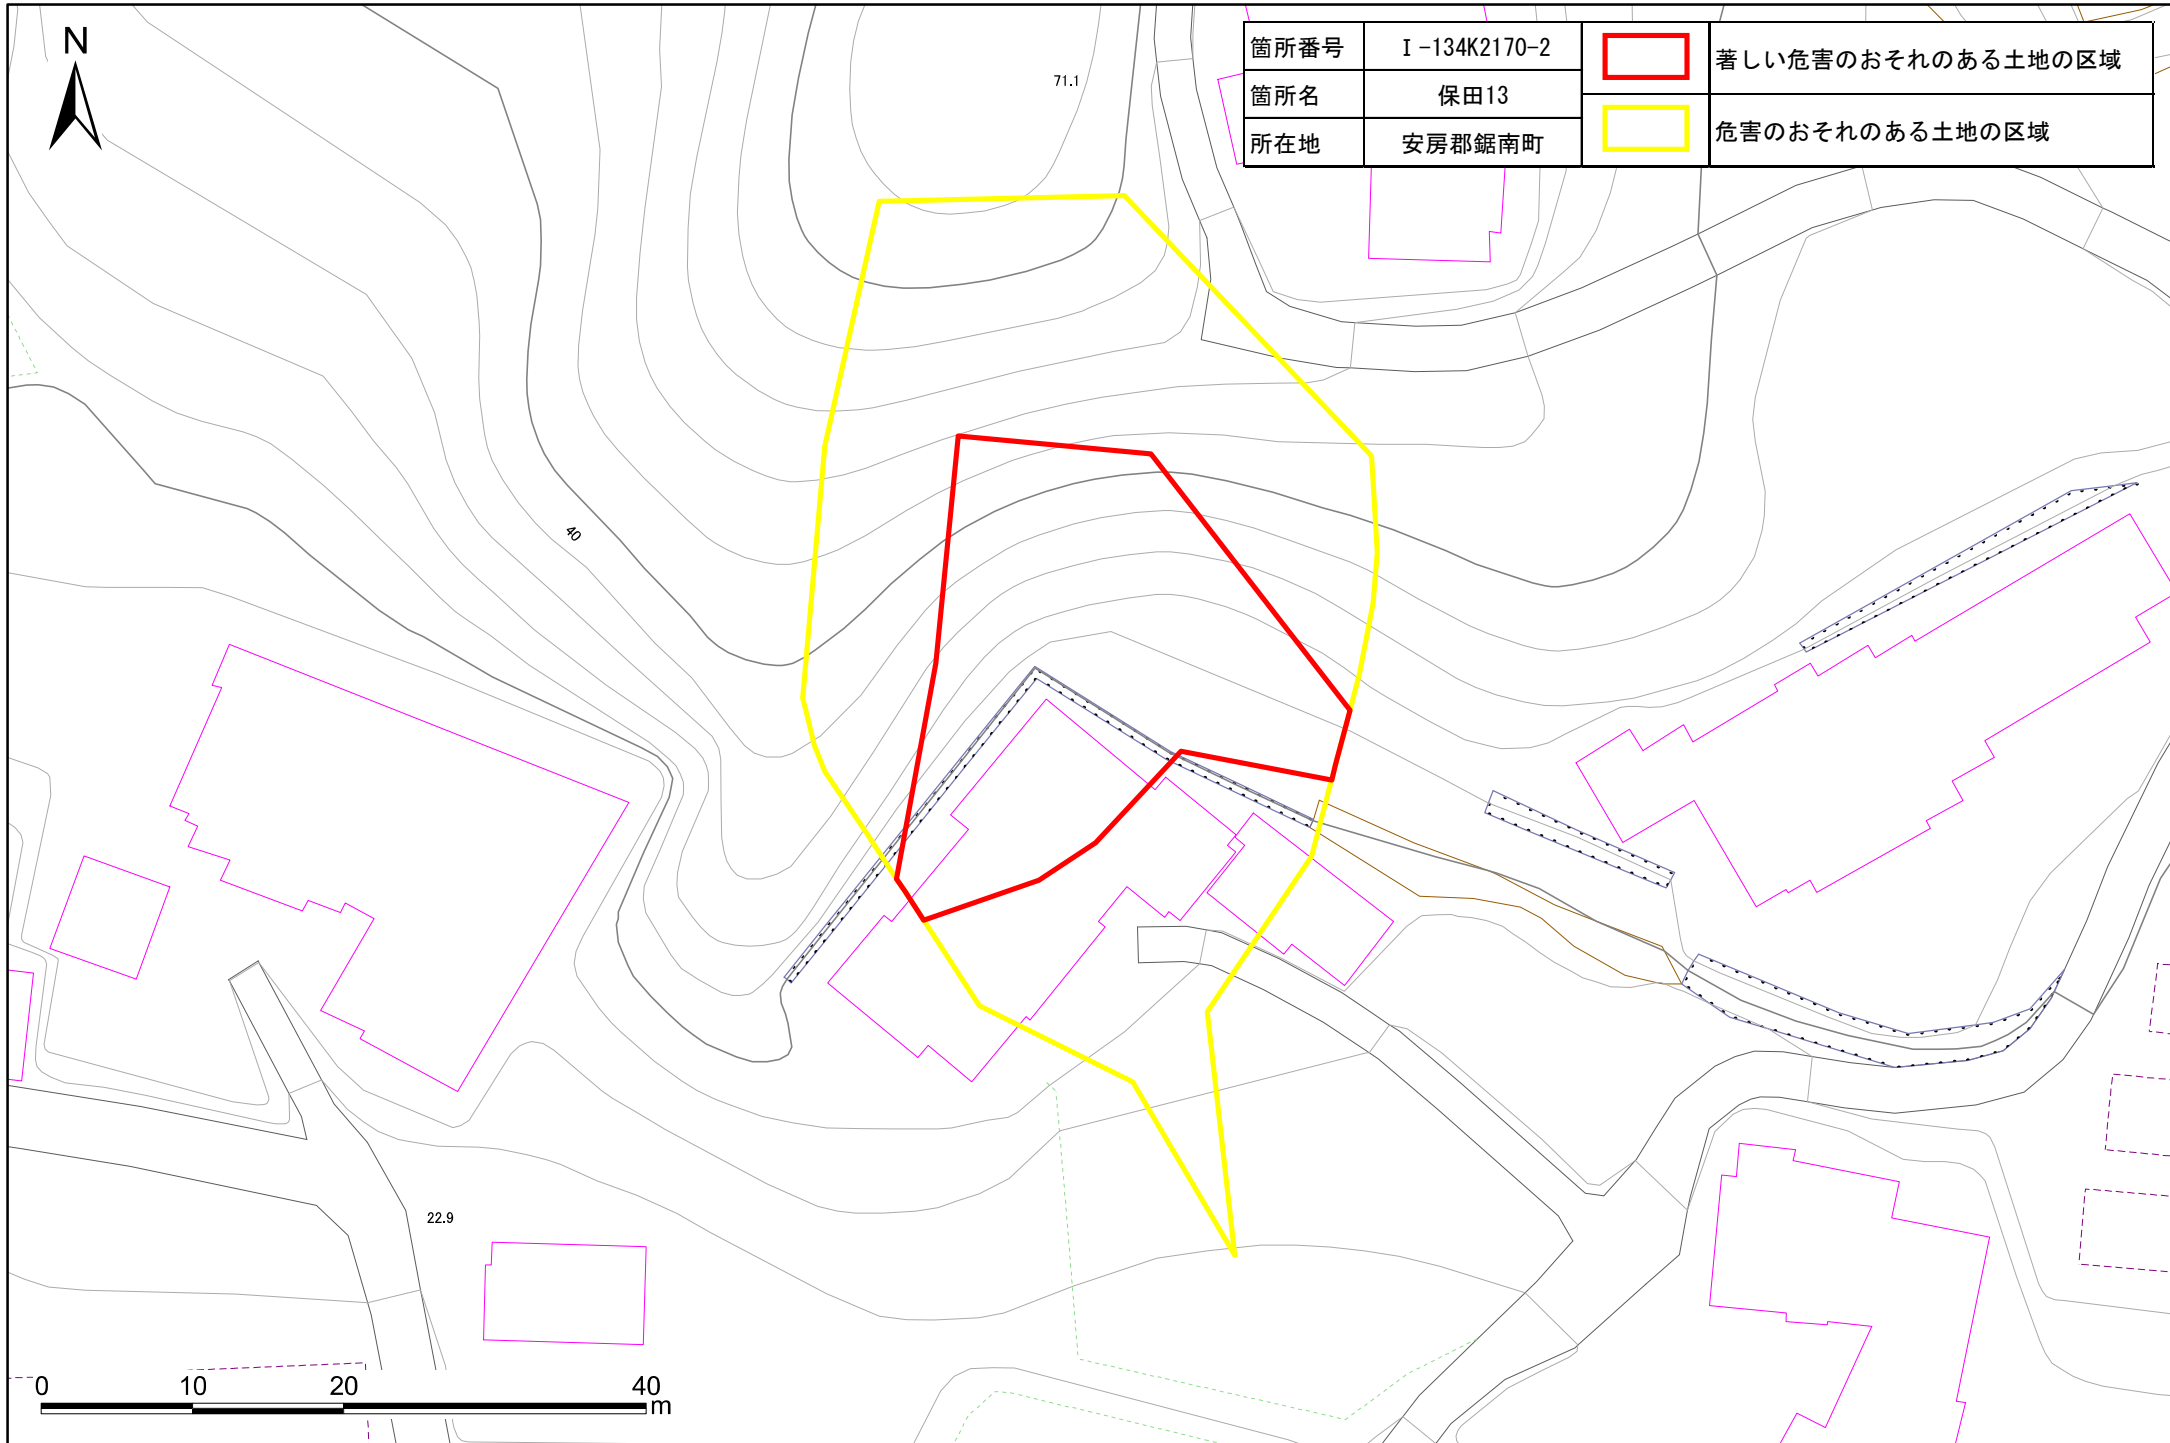 N
71.1
箇所番号 Ⅰ-134K2170-2
著しい危害のおそれのある土地の区域
箇所名 保田13
危害のおそれのある土地の区域
所在地 安房郡鋸南町
40
22.9
0 10 20 40
m